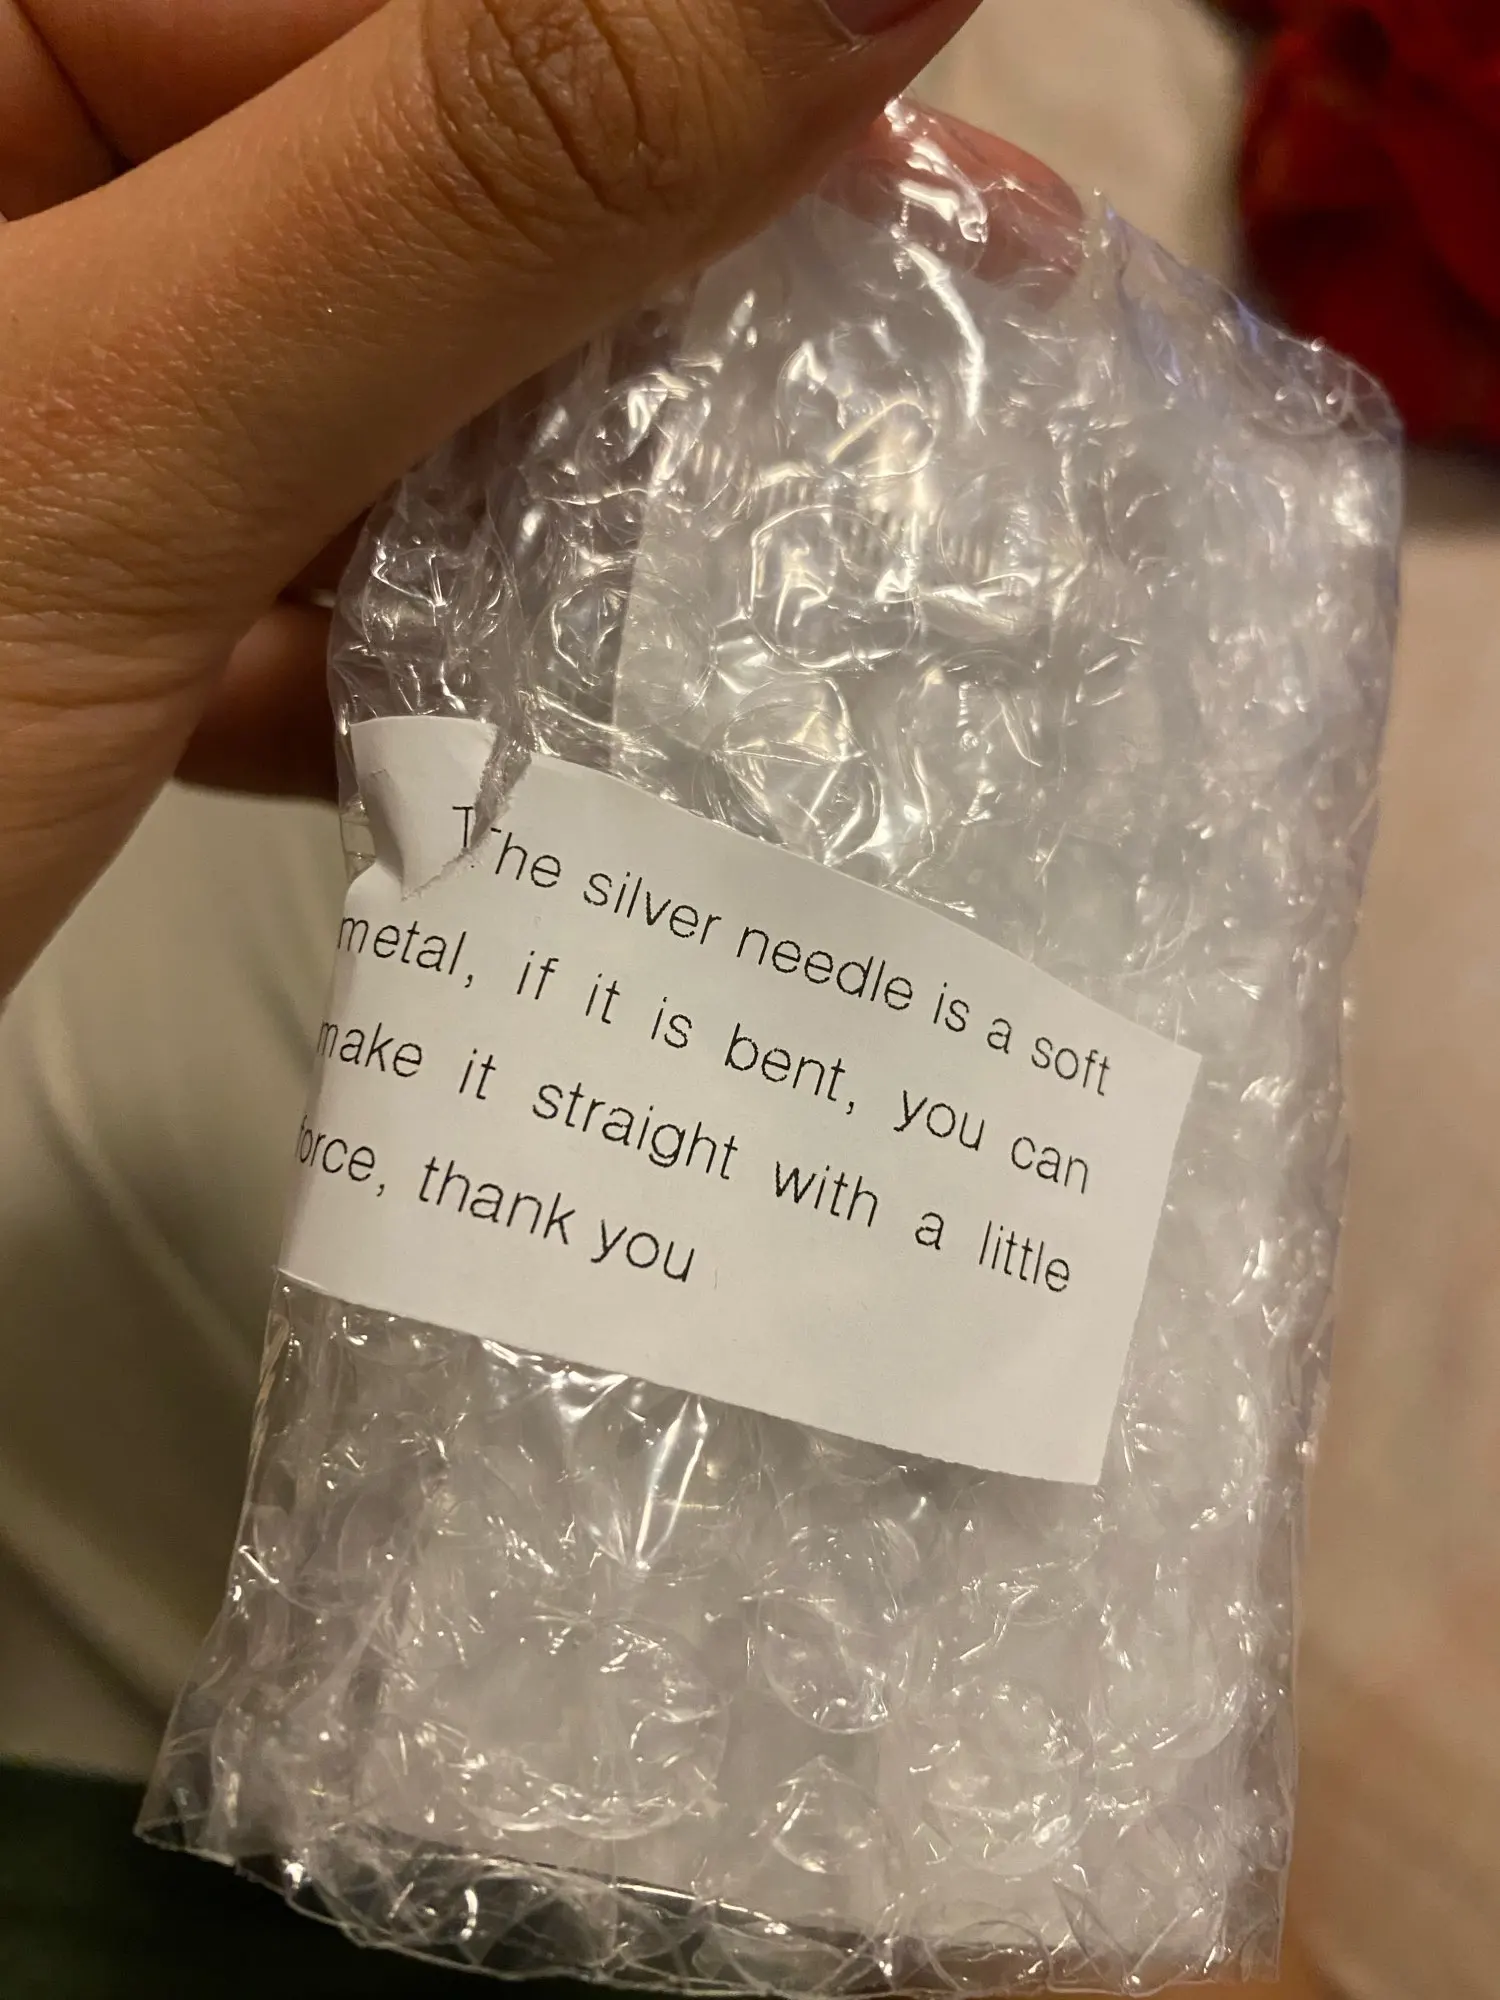 The silver needle is a soft
metal, if it is bent, you can
make it straight with a little
force, thank you